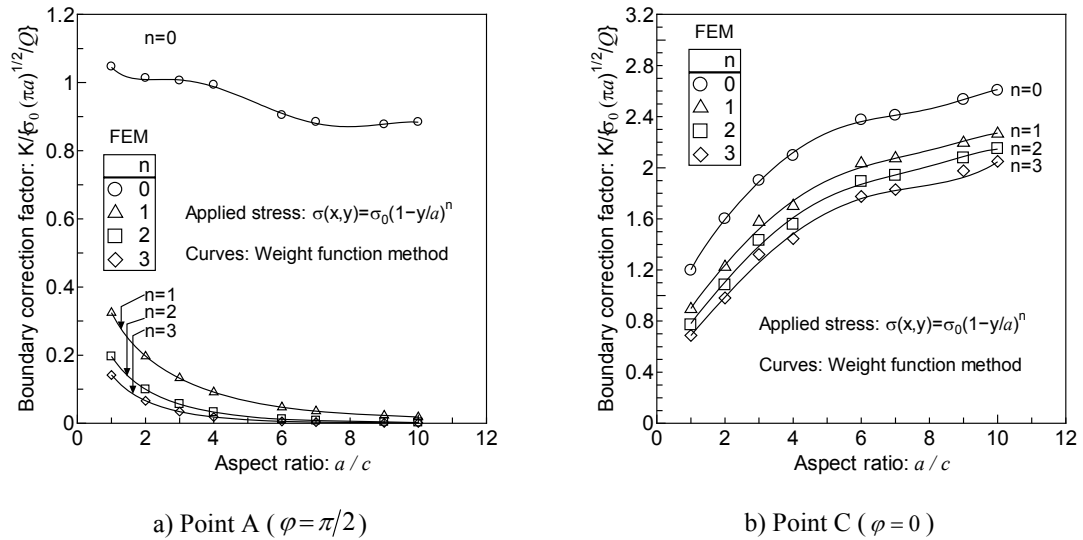 Boundary correction factor: K/{σ₀ (πa)^1/2/Q}
1.2
1
0.8
0.6
0.4
0.2
0
n=0
FEM
n
0
1
2
3
Applied stress: σ(x,y)=σ₀(1−y/a)^n
Curves: Weight function method
n=1
n=2
n=3
0 2 4 6 8 10 12
Aspect ratio: a / c
a) Point A ( φ = π/2 )
Boundary correction factor: K/{σ₀ (πa)^1/2/Q}
3.2
2.8
2.4
2
1.6
1.2
0.8
0.4
0
FEM
n
0
1
2
3
n=0
n=1
n=2
n=3
Applied stress: σ(x,y)=σ₀(1−y/a)^n
Curves: Weight function method
0 2 4 6 8 10 12
Aspect ratio: a / c
b) Point C ( φ = 0 )